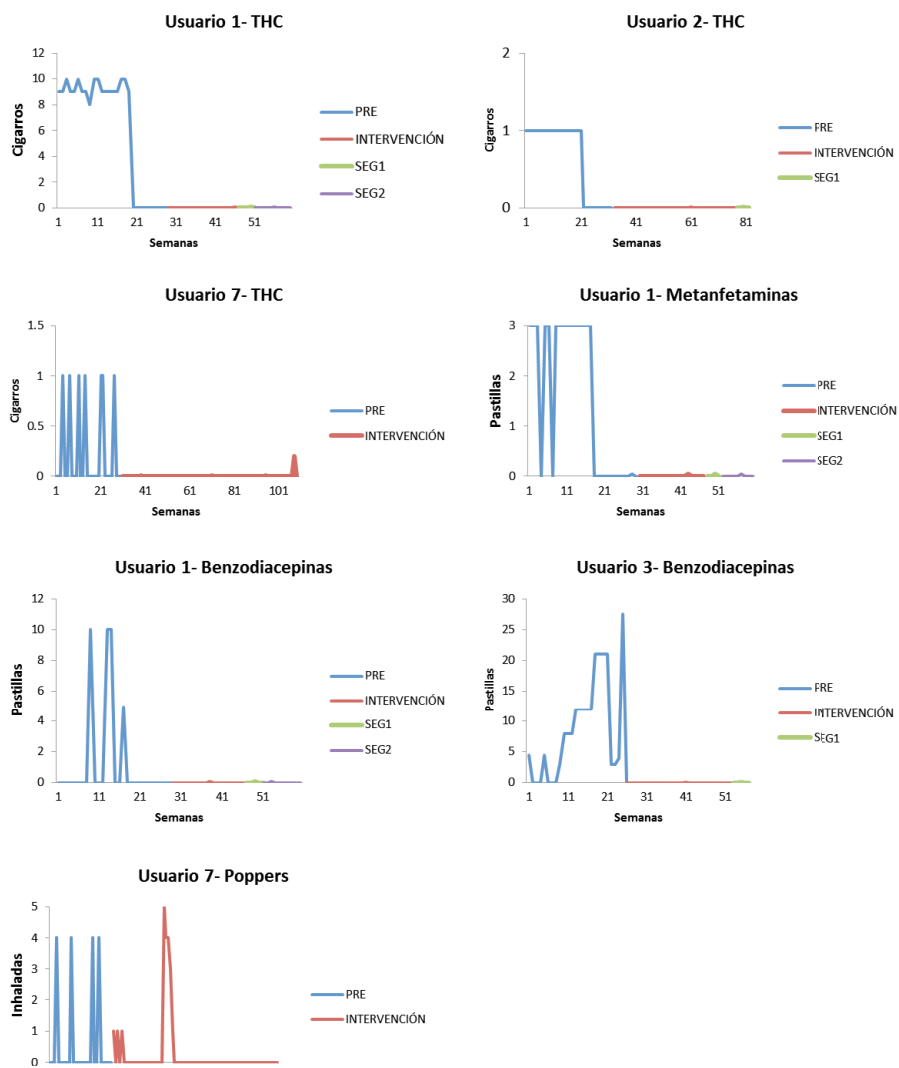 Usuario 1- THC
12
10
8
6
4
2
0
Cigarros
1 11 21 31 41 51
Semanas
PRE
INTERVENCIÓN
SEG1
SEG2
Usuario 2- THC
2
1
0
Cigarros
1 21 41 61 81
Semanas
PRE
INTERVENCIÓN
SEG1
Usuario 7- THC
1.5
1
0.5
0
Cigarros
1 21 41 61 81 101
Semanas
PRE
INTERVENCIÓN
Usuario 1- Metanfetaminas
3
2
1
0
Pastillas
1 11 21 31 41 51
Semanas
PRE
INTERVENCIÓN
SEG1
SEG2
Usuario 1- Benzodiacepinas
12
10
8
6
4
2
0
Pastillas
1 11 21 31 41 51
Semanas
PRE
INTERVENCIÓN
SEG1
SEG2
Usuario 3- Benzodiacepinas
30
25
20
15
10
5
0
Pastillas
1 11 21 31 41 51
Semanas
PRE
INTERVENCIÓN
SEG1
Usuario 7- Poppers
5
4
3
2
1
0
Inhaladas
PRE
INTERVENCIÓN